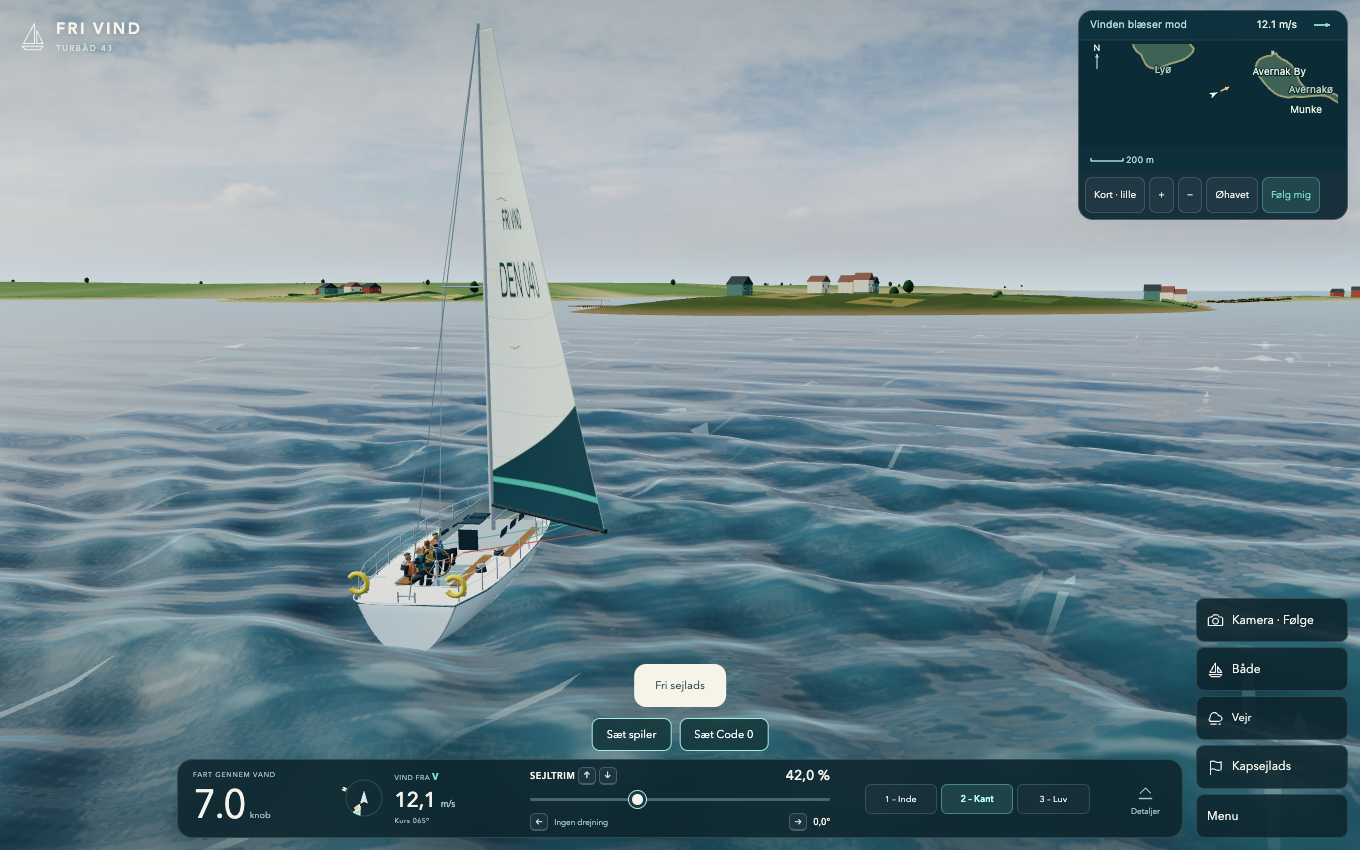 FRI VIND
TURBÅD 43
Vinden blæser mod 12.1 m/s
N
Lyø
Avernak By
Avernakø
Munke
200 m
Kort · lille + − Øhavet Følg mig
FRI VIND
DEN 040
Kamera · Følge
Både
Vejr
Kapsejlads
Menu
Fri sejlads
Sæt spiler Sæt Code 0
FART GENNEM VAND
7.0 knob
VIND FRA V
12,1 m/s
Kurs 065°
SEJLTRIM ↑ ↓ 42,0 %
← Ingen drejning → 0,0°
1 – Inde 2 – Kant 3 – Luv
Detaljer